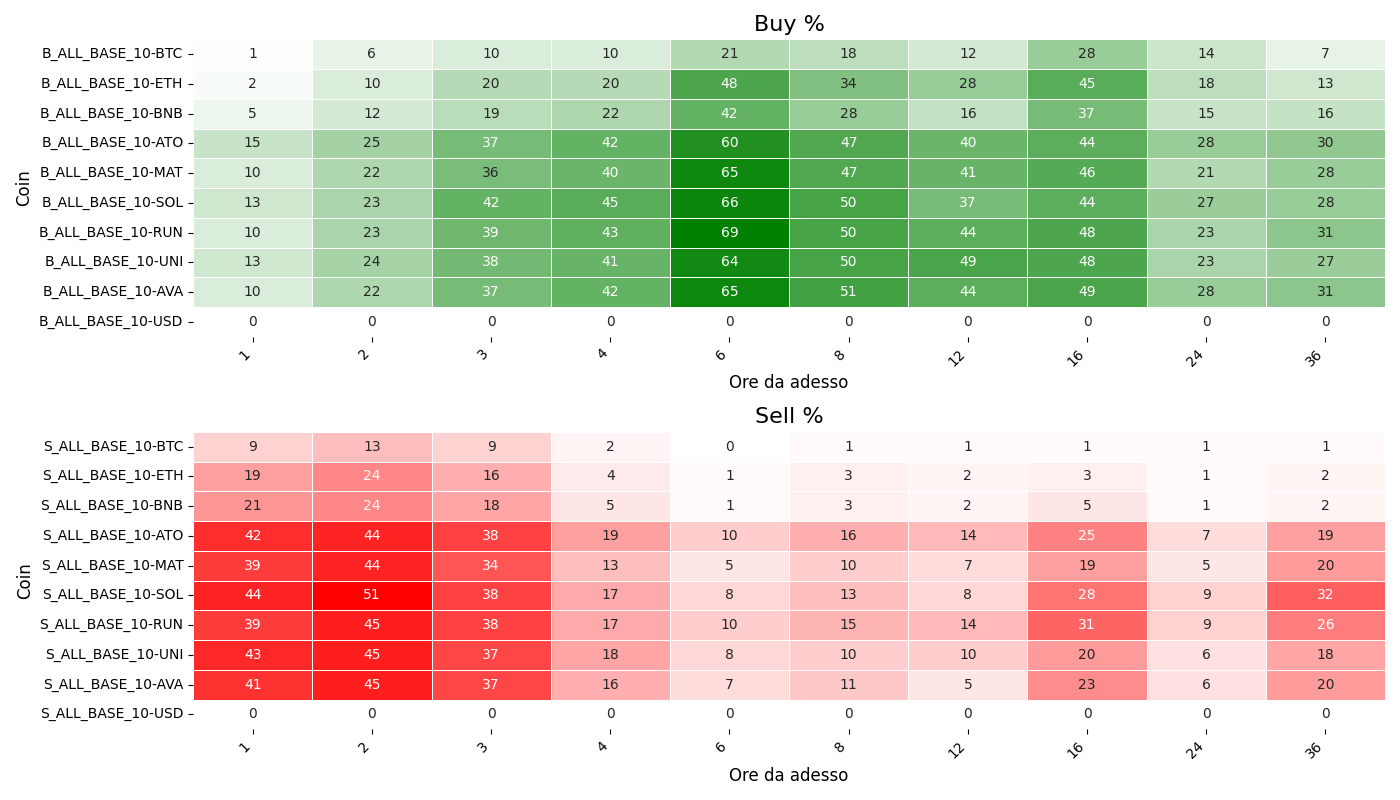 Buy %
Coin
B_ALL_BASE_10-BTC 1 6 10 10 21 18 12 28 14 7
B_ALL_BASE_10-ETH 2 10 20 20 48 34 28 45 18 13
B_ALL_BASE_10-BNB 5 12 19 22 42 28 16 37 15 16
B_ALL_BASE_10-ATO 15 25 37 42 60 47 40 44 28 30
B_ALL_BASE_10-MAT 10 22 36 40 65 47 41 46 21 28
B_ALL_BASE_10-SOL 13 23 42 45 66 50 37 44 27 28
B_ALL_BASE_10-RUN 10 23 39 43 69 50 44 48 23 31
B_ALL_BASE_10-UNI 13 24 38 41 64 50 49 48 23 27
B_ALL_BASE_10-AVA 10 22 37 42 65 51 44 49 28 31
B_ALL_BASE_10-USD 0 0 0 0 0 0 0 0 0 0
1 2 3 4 6 8 12 16 24 36
Ore da adesso
Sell %
Coin
S_ALL_BASE_10-BTC 9 13 9 2 0 1 1 1 1 1
S_ALL_BASE_10-ETH 19 24 16 4 1 3 2 3 1 2
S_ALL_BASE_10-BNB 21 24 18 5 1 3 2 5 1 2
S_ALL_BASE_10-ATO 42 44 38 19 10 16 14 25 7 19
S_ALL_BASE_10-MAT 39 44 34 13 5 10 7 19 5 20
S_ALL_BASE_10-SOL 44 51 38 17 8 13 8 28 9 32
S_ALL_BASE_10-RUN 39 45 38 17 10 15 14 31 9 26
S_ALL_BASE_10-UNI 43 45 37 18 8 10 10 20 6 18
S_ALL_BASE_10-AVA 41 45 37 16 7 11 5 23 6 20
S_ALL_BASE_10-USD 0 0 0 0 0 0 0 0 0 0
1 2 3 4 6 8 12 16 24 36
Ore da adesso